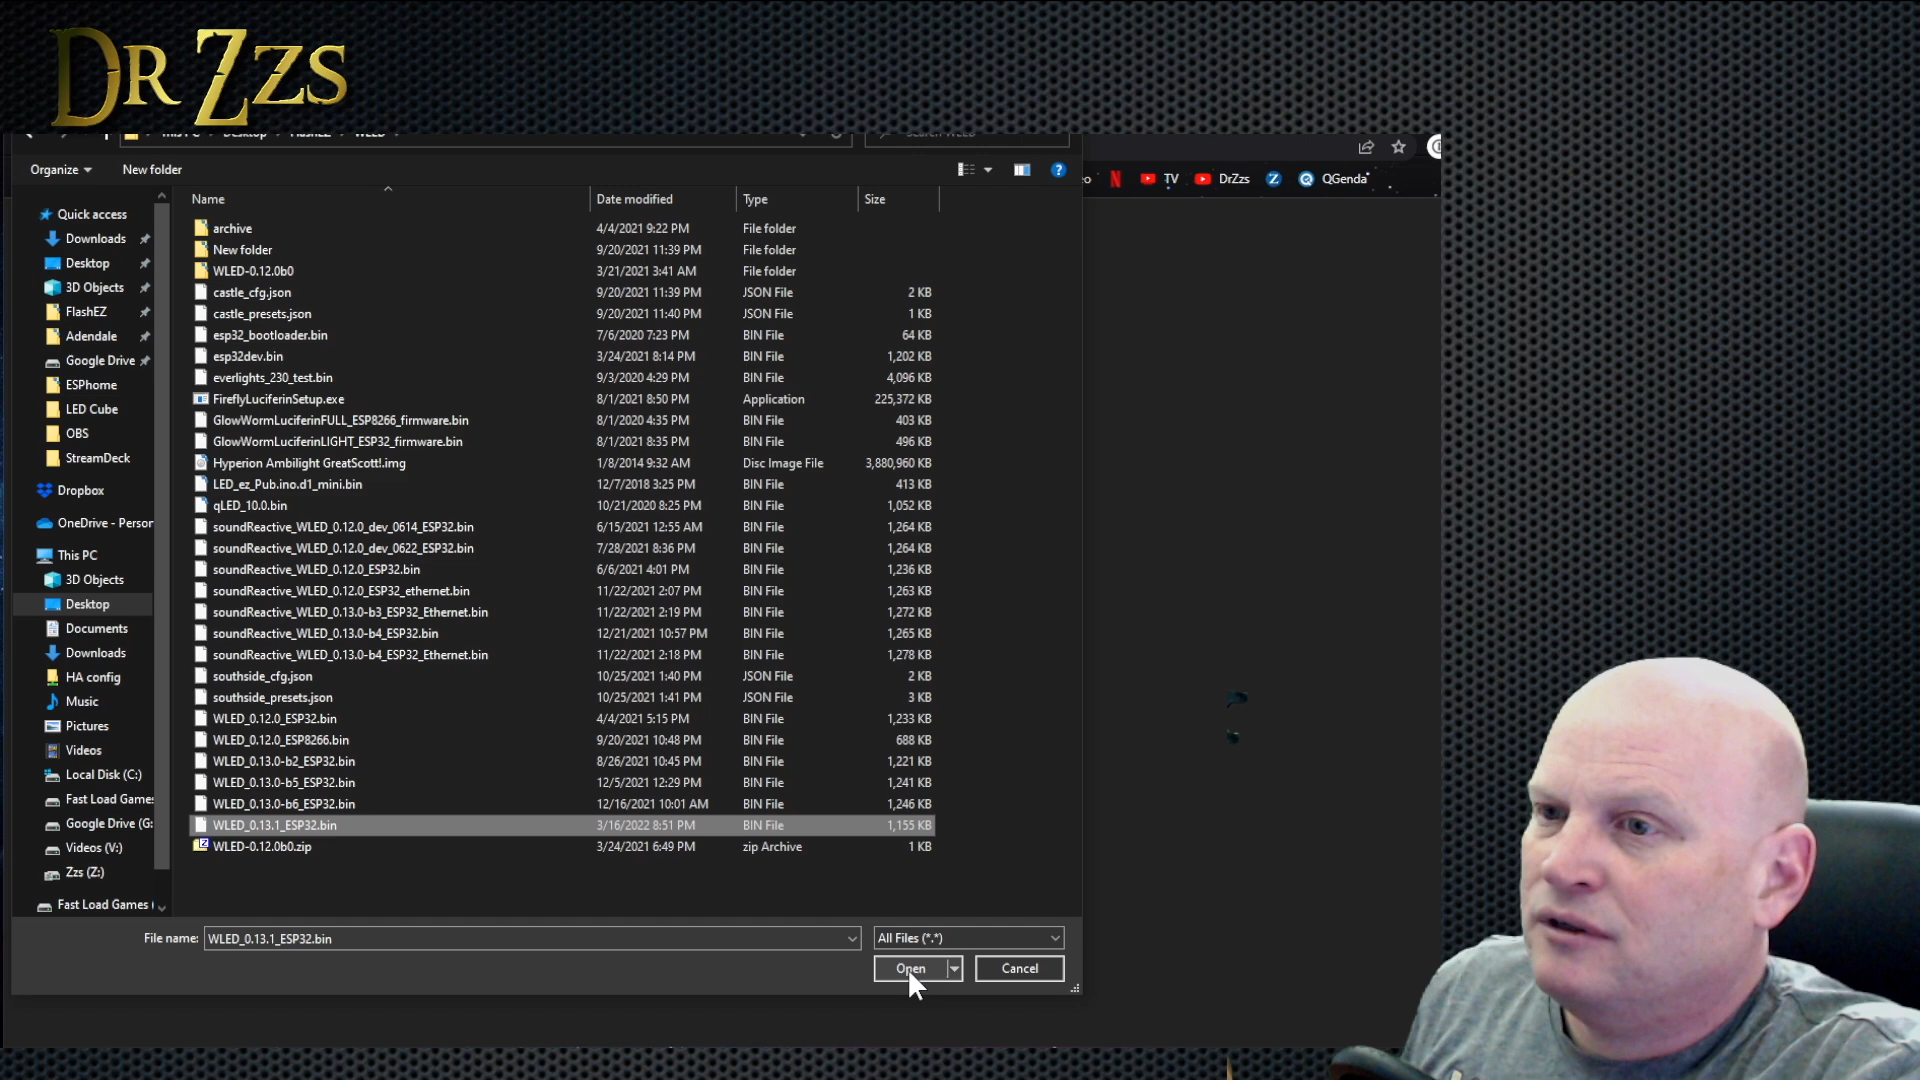 DR ZZS
This PC Desktop FlashEZ WLED
Search WLED
Organize
New folder
TV
DrZzs
QGenda
Name
Date modified
Type
Size
Quick access
Downloads
Desktop
3D Objects
FlashEZ
Adendale
Google Drive
ESPhome
LED Cube
OBS
StreamDeck
Dropbox
OneDrive - Person
This PC
3D Objects
Desktop
Documents
Downloads
HA config
Music
Pictures
Videos
Local Disk (C:)
Fast Load Games
Google Drive (G:
Videos (V:)
Zzs (Z:)
Fast Load Games (
archive 4/4/2021 9:22 PM File folder
New folder 9/20/2021 11:39 PM File folder
WLED-0.12.0b0 3/21/2021 3:41 AM File folder
castle_cfg.json 9/20/2021 11:39 PM JSON File 2 KB
castle_presets.json 9/20/2021 11:40 PM JSON File 1 KB
esp32_bootloader.bin 7/6/2020 7:23 PM BIN File 64 KB
esp32dev.bin 3/24/2021 8:14 PM BIN File 1,202 KB
everlights_230_test.bin 9/3/2020 4:29 PM BIN File 4,096 KB
FireflyLuciferinSetup.exe 8/1/2021 8:50 PM Application 225,372 KB
GlowWormLuciferinFULL_ESP8266_firmware.bin 8/1/2020 4:35 PM BIN File 403 KB
GlowWormLuciferinLIGHT_ESP32_firmware.bin 8/1/2021 8:35 PM BIN File 496 KB
Hyperion Ambilight GreatScott!.img 1/8/2014 9:32 AM Disc Image File 3,880,960 KB
LED_ez_Pub.ino.d1_mini.bin 12/7/2018 3:25 PM BIN File 413 KB
qLED_10.0.bin 10/21/2020 8:25 PM BIN File 1,052 KB
soundReactive_WLED_0.12.0_dev_0614_ESP32.bin 6/15/2021 12:55 AM BIN File 1,264 KB
soundReactive_WLED_0.12.0_dev_0622_ESP32.bin 7/28/2021 8:36 PM BIN File 1,264 KB
soundReactive_WLED_0.12.0_ESP32.bin 6/6/2021 4:01 PM BIN File 1,236 KB
soundReactive_WLED_0.12.0_ESP32_ethernet.bin 11/22/2021 2:07 PM BIN File 1,263 KB
soundReactive_WLED_0.13.0-b3_ESP32_Ethernet.bin 11/22/2021 2:19 PM BIN File 1,272 KB
soundReactive_WLED_0.13.0-b4_ESP32.bin 12/21/2021 10:57 PM BIN File 1,265 KB
soundReactive_WLED_0.13.0-b4_ESP32_Ethernet.bin 11/22/2021 2:18 PM BIN File 1,278 KB
southside_cfg.json 10/25/2021 1:40 PM JSON File 2 KB
southside_presets.json 10/25/2021 1:41 PM JSON File 3 KB
WLED_0.12.0_ESP32.bin 4/4/2021 5:15 PM BIN File 1,233 KB
WLED_0.12.0_ESP8266.bin 9/20/2021 10:48 PM BIN File 688 KB
WLED_0.13.0-b2_ESP32.bin 8/26/2021 10:45 PM BIN File 1,221 KB
WLED_0.13.0-b5_ESP32.bin 12/5/2021 12:29 PM BIN File 1,241 KB
WLED_0.13.0-b6_ESP32.bin 12/16/2021 10:01 AM BIN File 1,246 KB
WLED_0.13.1_ESP32.bin 3/16/2022 8:51 PM BIN File 1,155 KB
WLED-0.12.0b0.zip 3/24/2021 6:49 PM zip Archive 1 KB
File name: WLED_0.13.1_ESP32.bin
All Files (*.*)
Open
Cancel